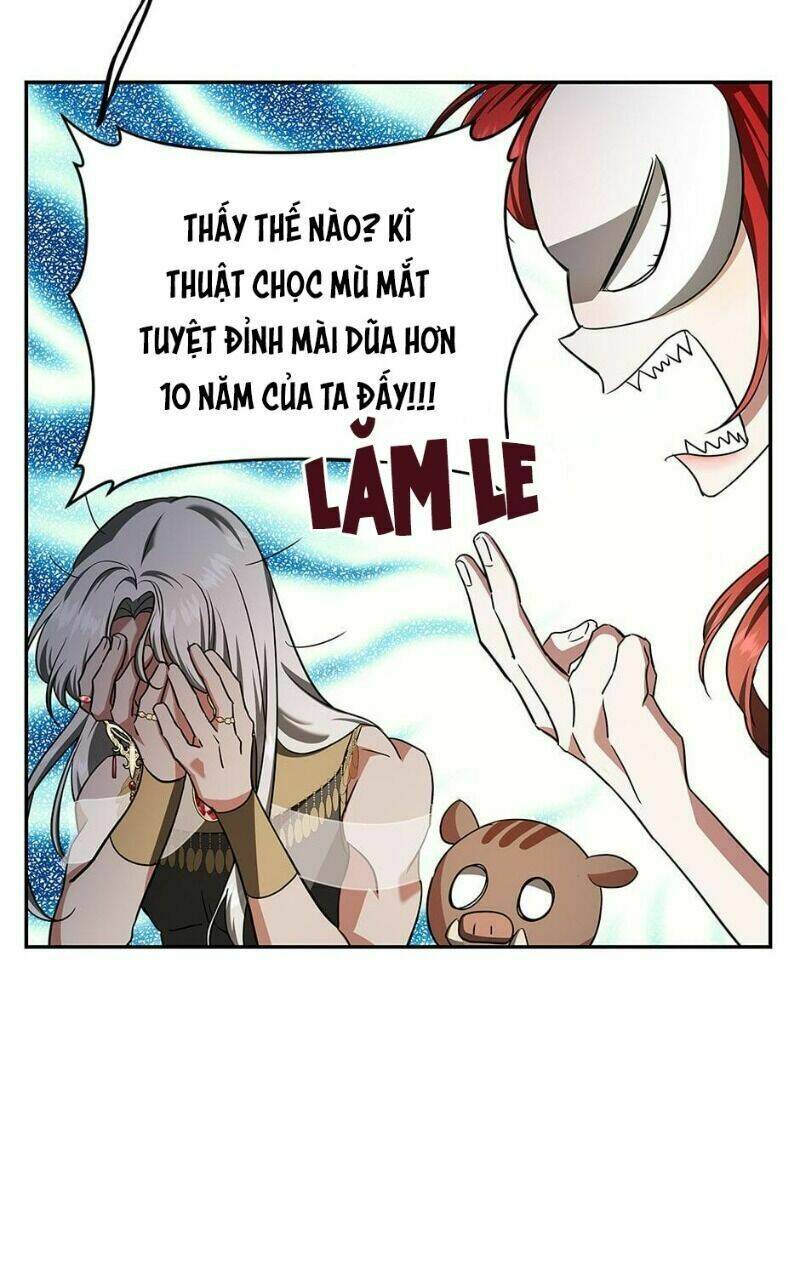 THẤY THẾ NÀO? KĨ
THUẬT CHỌC MÙ MẮT
TUYỆT ĐỈNH MÀI DŨA HƠN
10 NĂM CỦA TA ĐẤY!!!
LĂM LE